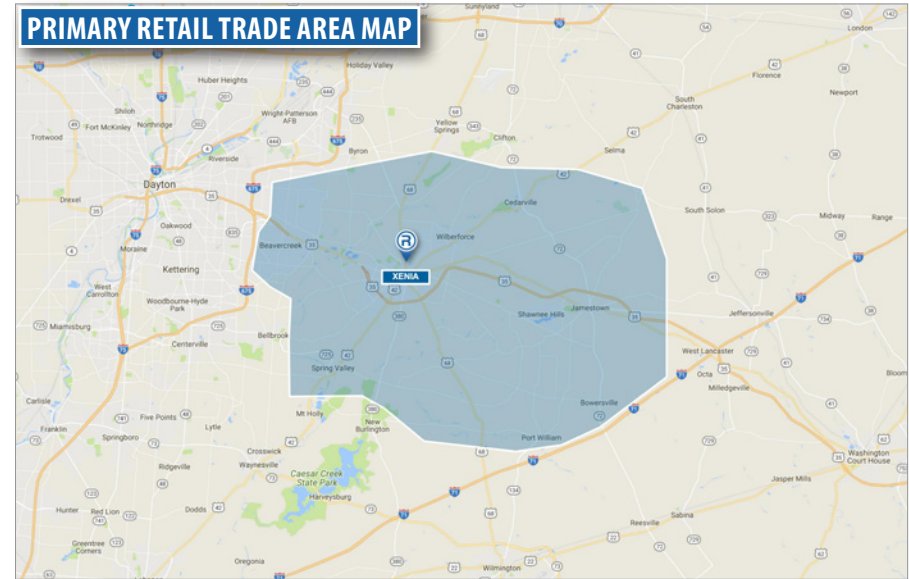 PRIMARY RETAIL TRADE AREA MAP
Sunnyland
London
Holiday Valley
Florence
Huber Heights
Newport
South
Charleston
Shiloh
Wright-Patterson
AFB
Fort McKinley
Northridge
Yellow
Springs
Clifton
Trotwood
Byron
Selma
Riverside
Dayton
Drexel
Cedarville
South Solon
Midway
Range
Oakwood
Wilberforce
Moraine
Beavercreek
Kettering
XENIA
West
Carrollton
Woodbourne-Hyde
Park
Shawnee Hills
Jamestown
Jeffersonville
Miamisburg
Bellbrook
Centerville
West Lancaster
Spring Valley
Octa
Milledgeville
Bloom
Carlisle
Bowersville
Mt Holly
New
Burlington
Five Points
Franklin
Lytle
Springboro
Port William
Crosswick
Waynesville
Washington
Court House
Ridgeville
Caesar Creek
State Park
Jasper Mills
Harveysburg
Hunter
Red Lion
Dodds
Sabina
Reesville
Greentree
Corners
Oregonia
Wilmington